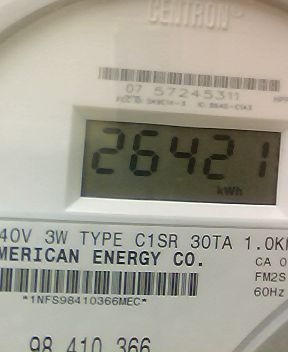 CENTRON®
07 57245311
26421
kWh
40V 3W TYPE C1SR 30TA 1.0K
MERICAN ENERGY CO.
CA 0
FM2S
60Hz
*1NFS98410366MEC*
98 410 366